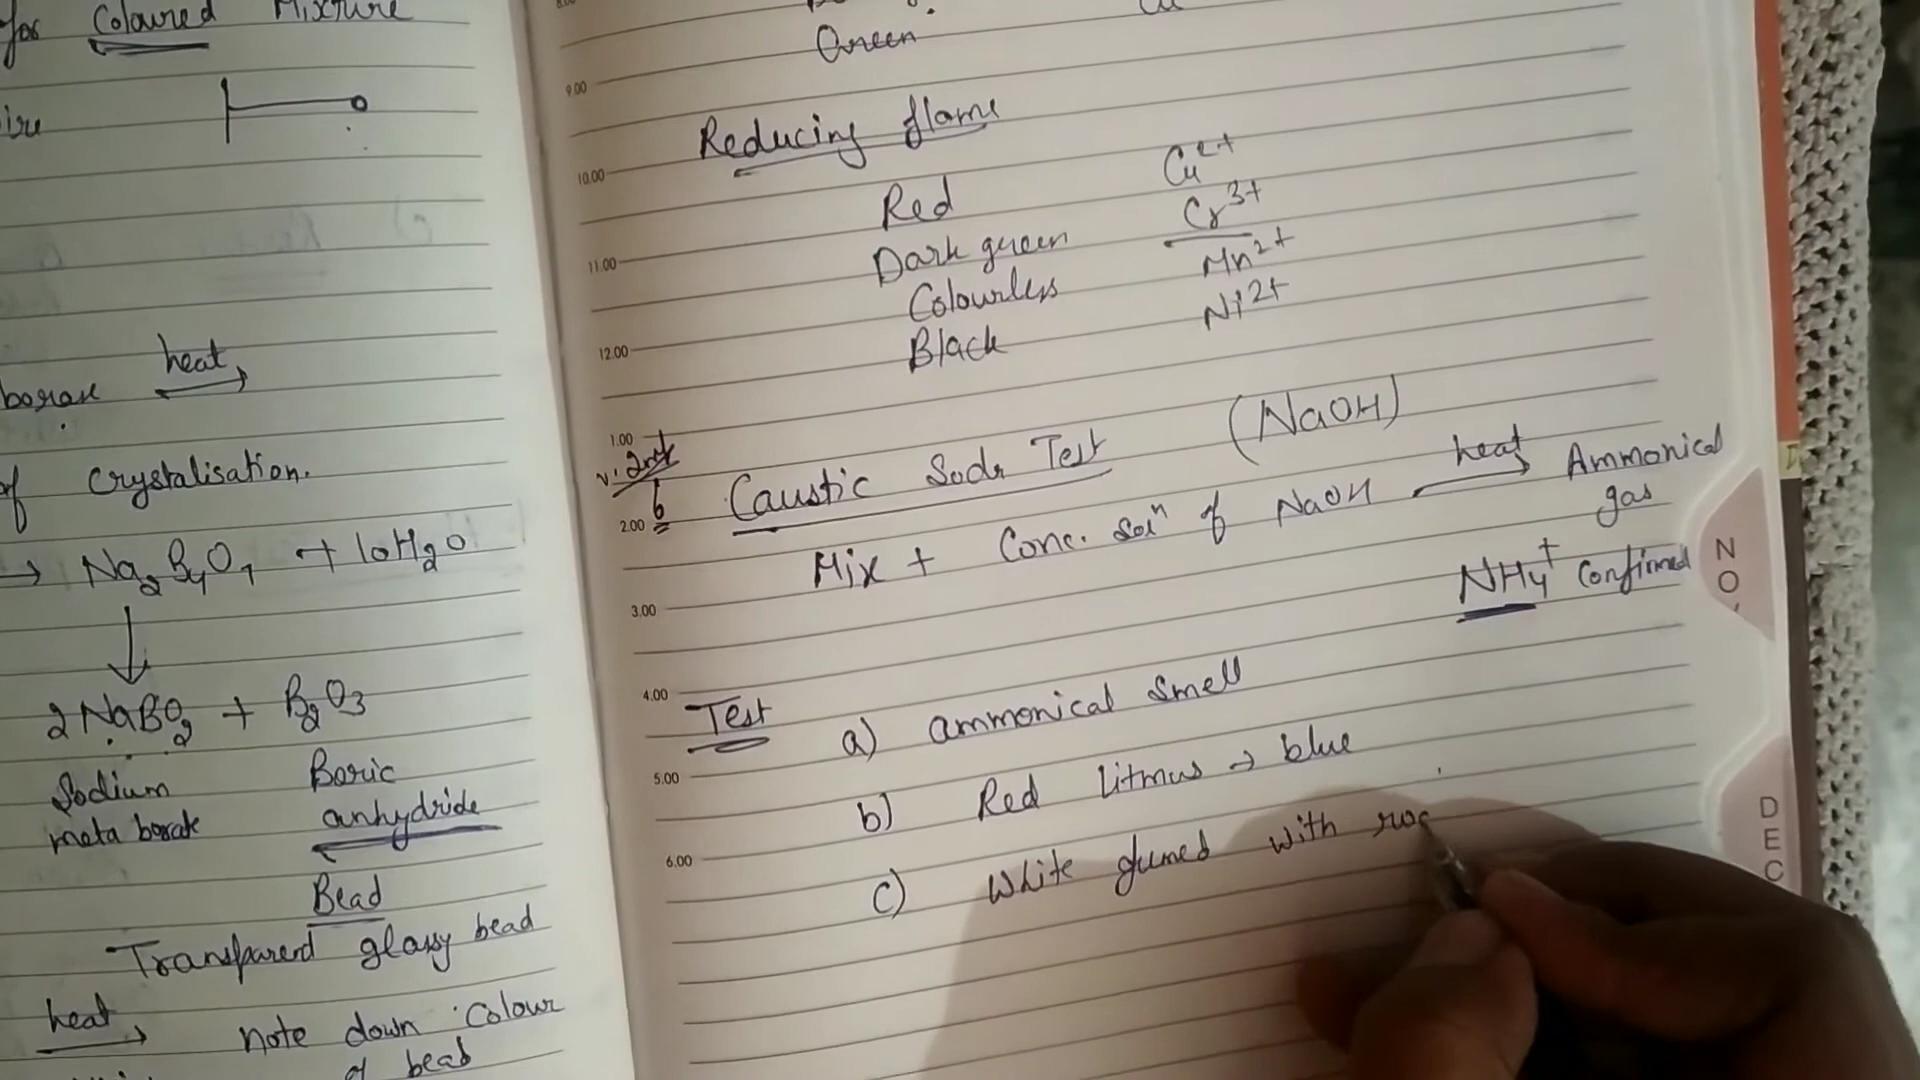 for Coloured Mixture
heat
borax
of Crystalisation.
→ Na2B4O7 + 10H2O
↓
2NaBO2 + B2O3
Sodium Boric
meta borate anhydride
Bead
Transparend glassy bead
heat → note down colour
of bead
Green
9.00
Reducing flame
10.00
Red Cu2+
Dark green Cr3+
11.00
Colourless Mn2+
Black Ni2+
12.00
1.00
v. Imt
6 Caustic Soda Test (NaOH)
2.00
Mix + Conc. Soln of NaOH heat → Ammonical
gas
3.00
NH4+ Confirmed
4.00
Test a) ammonical smell
5.00
b) Red litmus → blue
6.00
c) White fumed with
NO
DEC